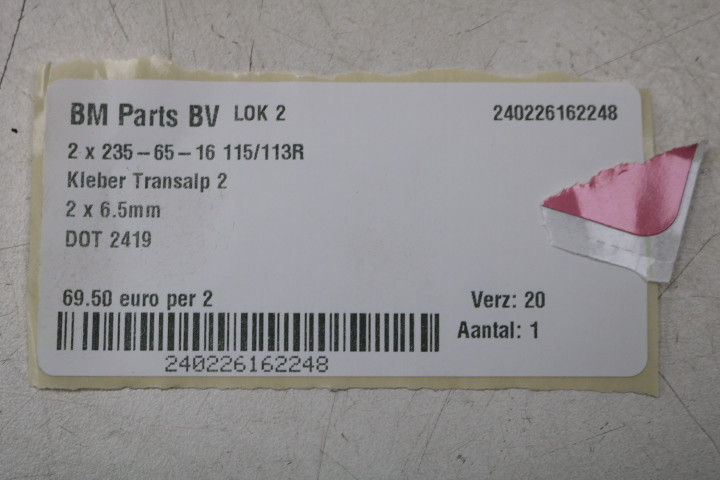 BM Parts BV LOK 2 240226162248
2 x 235-65-16 115/113R
Kleber Transalp 2
2 x 6.5mm
DOT 2419
69.50 euro per 2 Verz: 20
Aantal: 1
240226162248